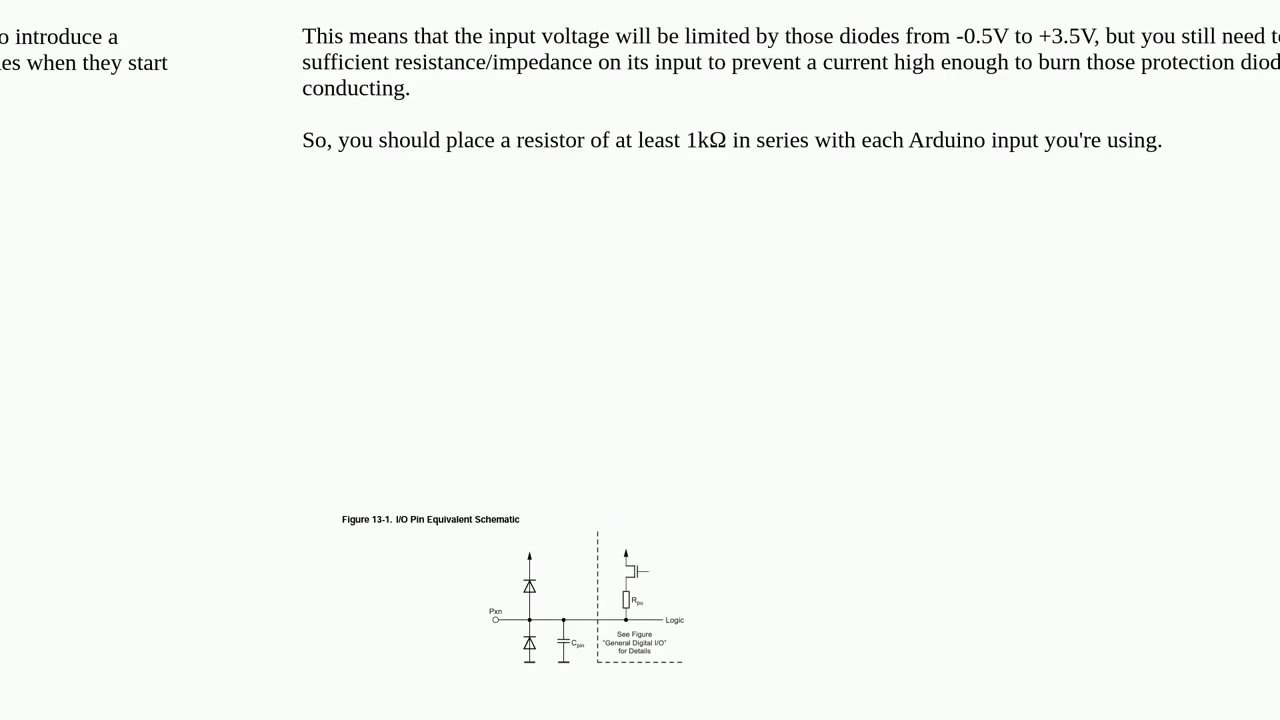 o introduce a
es when they start
This means that the input voltage will be limited by those diodes from -0.5V to +3.5V, but you still need t
sufficient resistance/impedance on its input to prevent a current high enough to burn those protection diod
conducting.
So, you should place a resistor of at least 1kΩ in series with each Arduino input you're using.
Figure 13-1. I/O Pin Equivalent Schematic
Pxn
Rpu
Logic
Cpin
See Figure
"General Digital I/O"
for Details